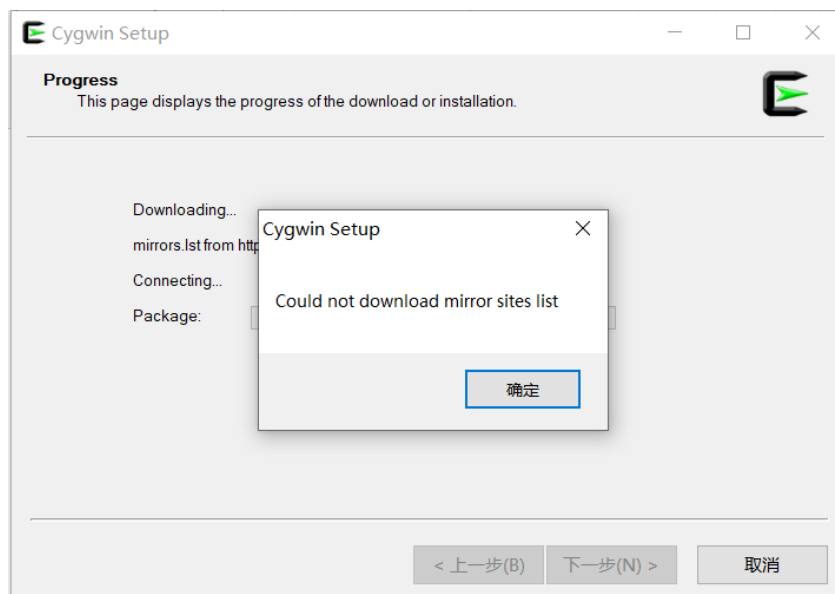 Cygwin Setup
Progress
This page displays the progress of the download or installation.
Downloading...
mirrors.lst from http
Connecting...
Package:
Cygwin Setup
Could not download mirror sites list
确定
< 上一步(B)
下一步(N) >
取消